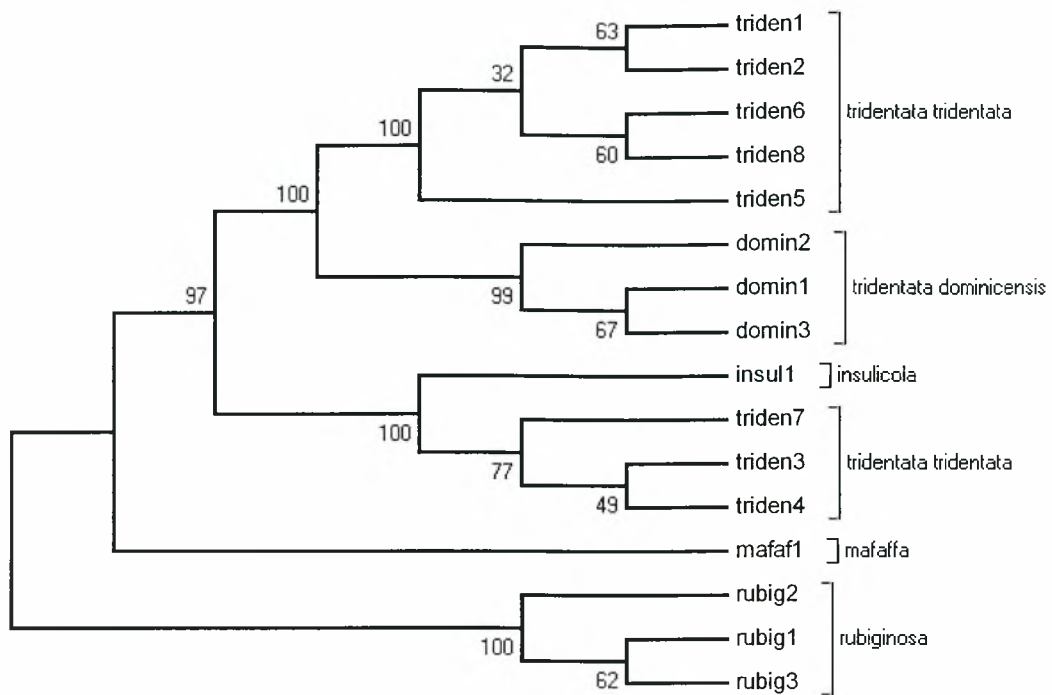 63
triden1
triden2
32
triden6
tridentata tridentata
100
triden8
60
100
triden5
domin2
97
99
domin1
tridentata dominicensis
67
domin3
insul1
insulicola
100
triden7
77
triden3
tridentata tridentata
49
triden4
mafaf1
mafaffa
rubig2
100
rubig1
rubiginosa
62
rubig3